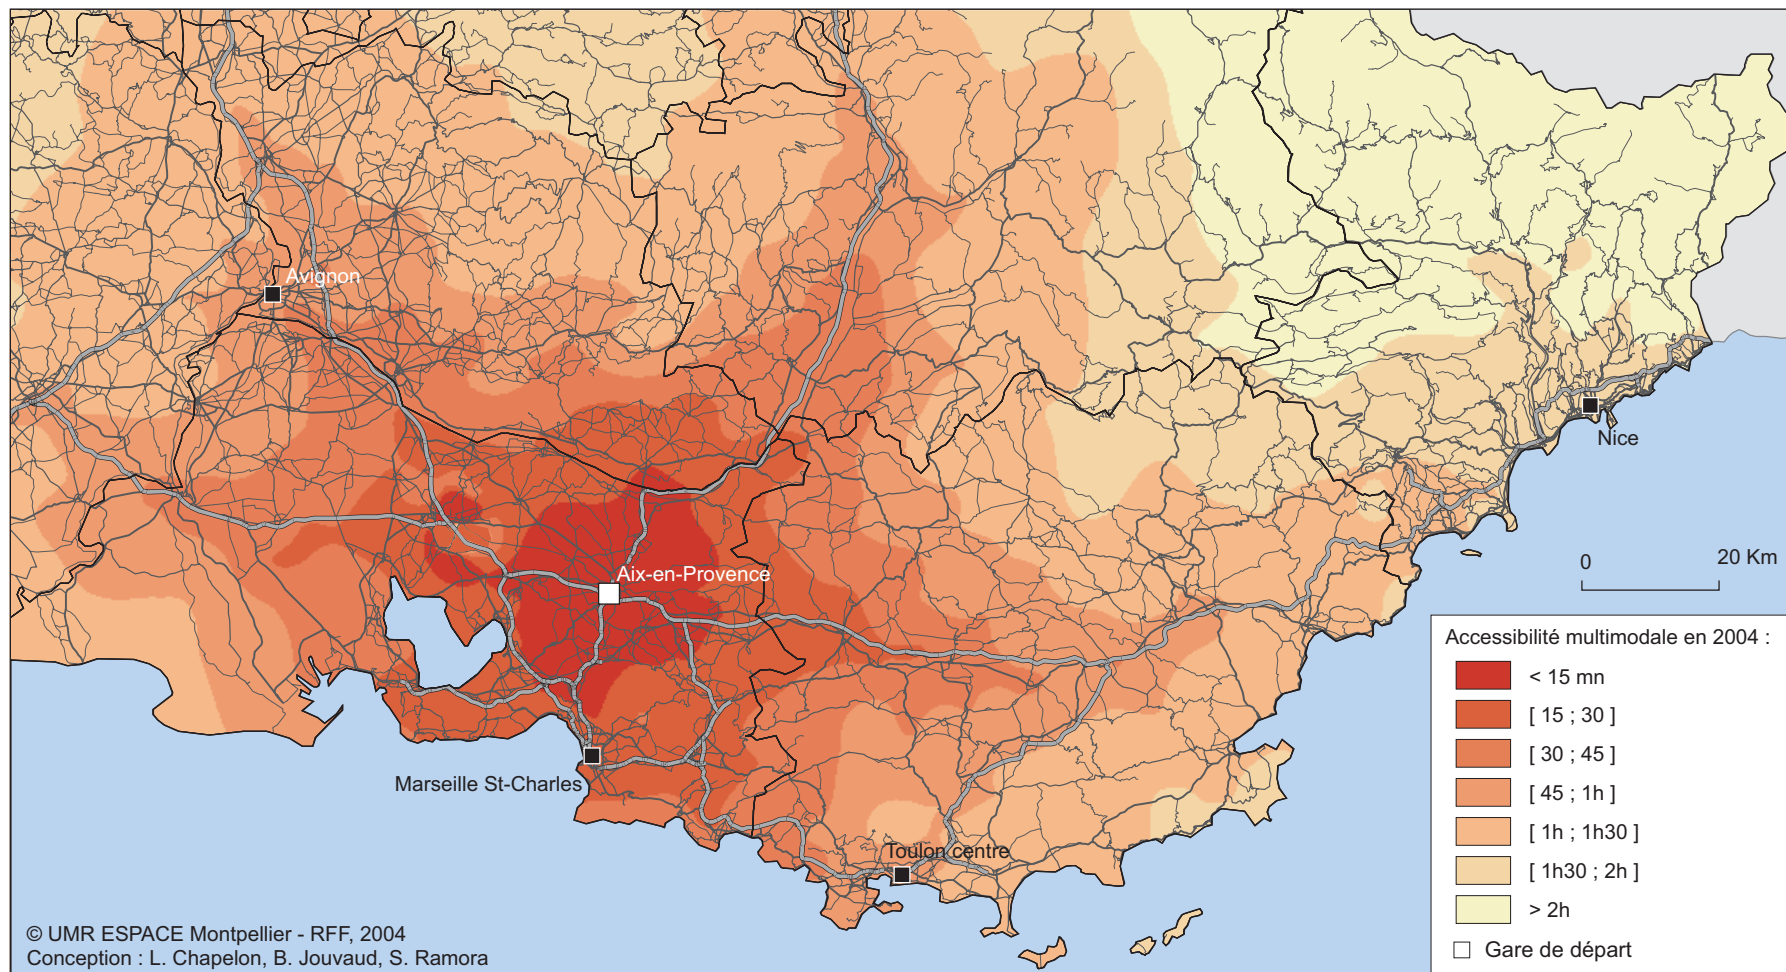 Avignon
Aix-en-Provence
Nice
Marseille St-Charles
Toulon centre
0 20 Km
Accessibilité multimodale en 2004 :
< 15 mn
[ 15 ; 30 ]
[ 30 ; 45 ]
[ 45 ; 1h ]
[ 1h ; 1h30 ]
[ 1h30 ; 2h ]
> 2h
Gare de départ
© UMR ESPACE Montpellier - RFF, 2004
Conception : L. Chapelon, B. Jouvaud, S. Ramora